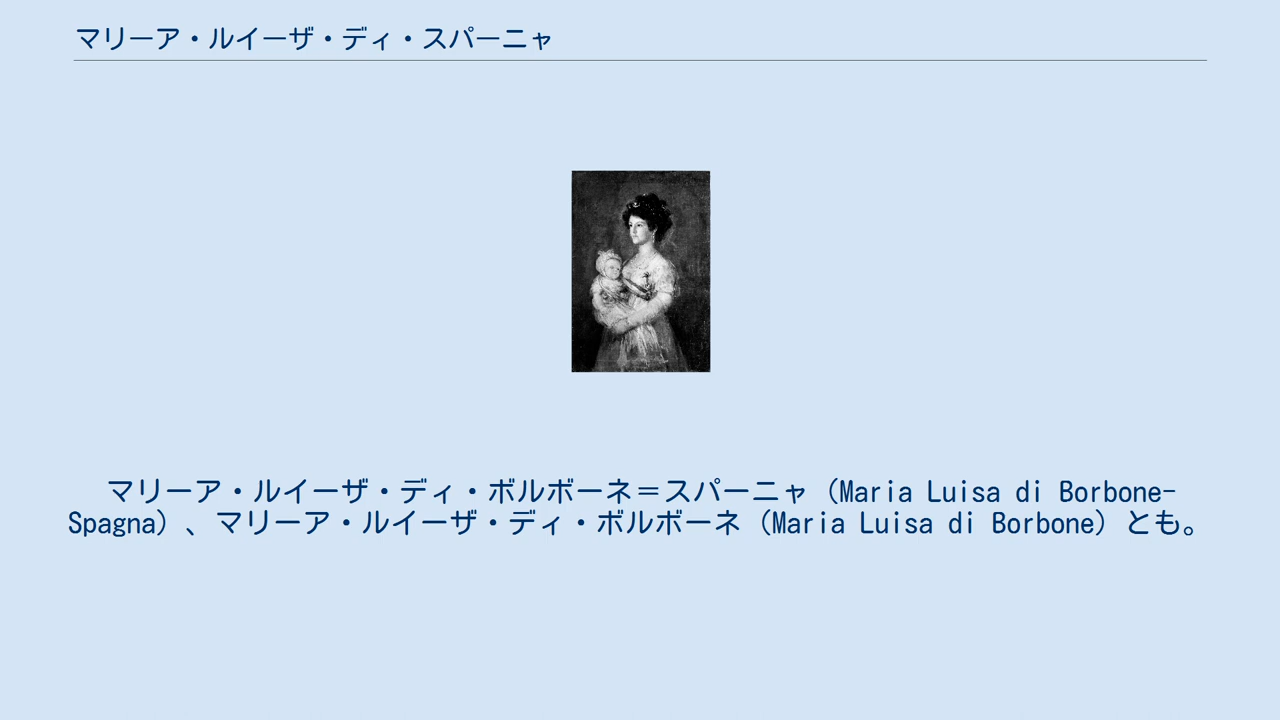 マリーア・ルイーザ・ディ・スパーニャ
マリーア・ルイーザ・ディ・ボルボーネ＝スパーニャ（Maria Luisa di Borbone-
Spagna）、マリーア・ルイーザ・ディ・ボルボーネ（Maria Luisa di Borbone）とも。